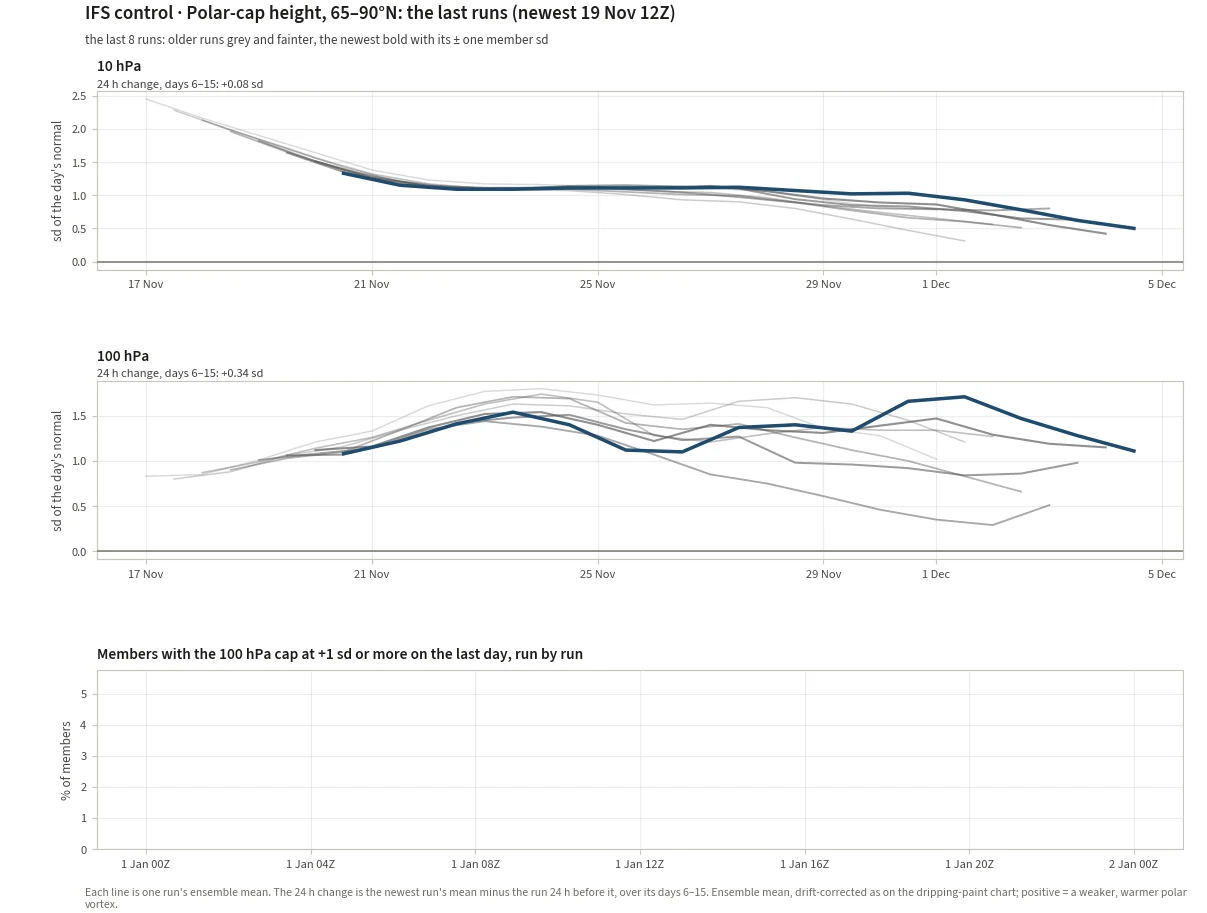 IFS control · Polar-cap height, 65–90°N: the last runs (newest 19 Nov 12Z)
the last 8 runs: older runs grey and fainter, the newest bold with its ± one member sd
10 hPa
24 h change, days 6–15: +0.08 sd
sd of the day's normal
2.5
2.0
1.5
1.0
0.5
0.0
17 Nov
21 Nov
25 Nov
29 Nov
1 Dec
5 Dec
100 hPa
24 h change, days 6–15: +0.34 sd
sd of the day's normal
1.5
1.0
0.5
0.0
17 Nov
21 Nov
25 Nov
29 Nov
1 Dec
5 Dec
Members with the 100 hPa cap at +1 sd or more on the last day, run by run
% of members
5
4
3
2
1
0
1 Jan 00Z
1 Jan 04Z
1 Jan 08Z
1 Jan 12Z
1 Jan 16Z
1 Jan 20Z
2 Jan 00Z
Each line is one run's ensemble mean. The 24 h change is the newest run's mean minus the run 24 h before it, over its days 6–15. Ensemble mean, drift-corrected as on the dripping-paint chart; positive = a weaker, warmer polar
vortex.